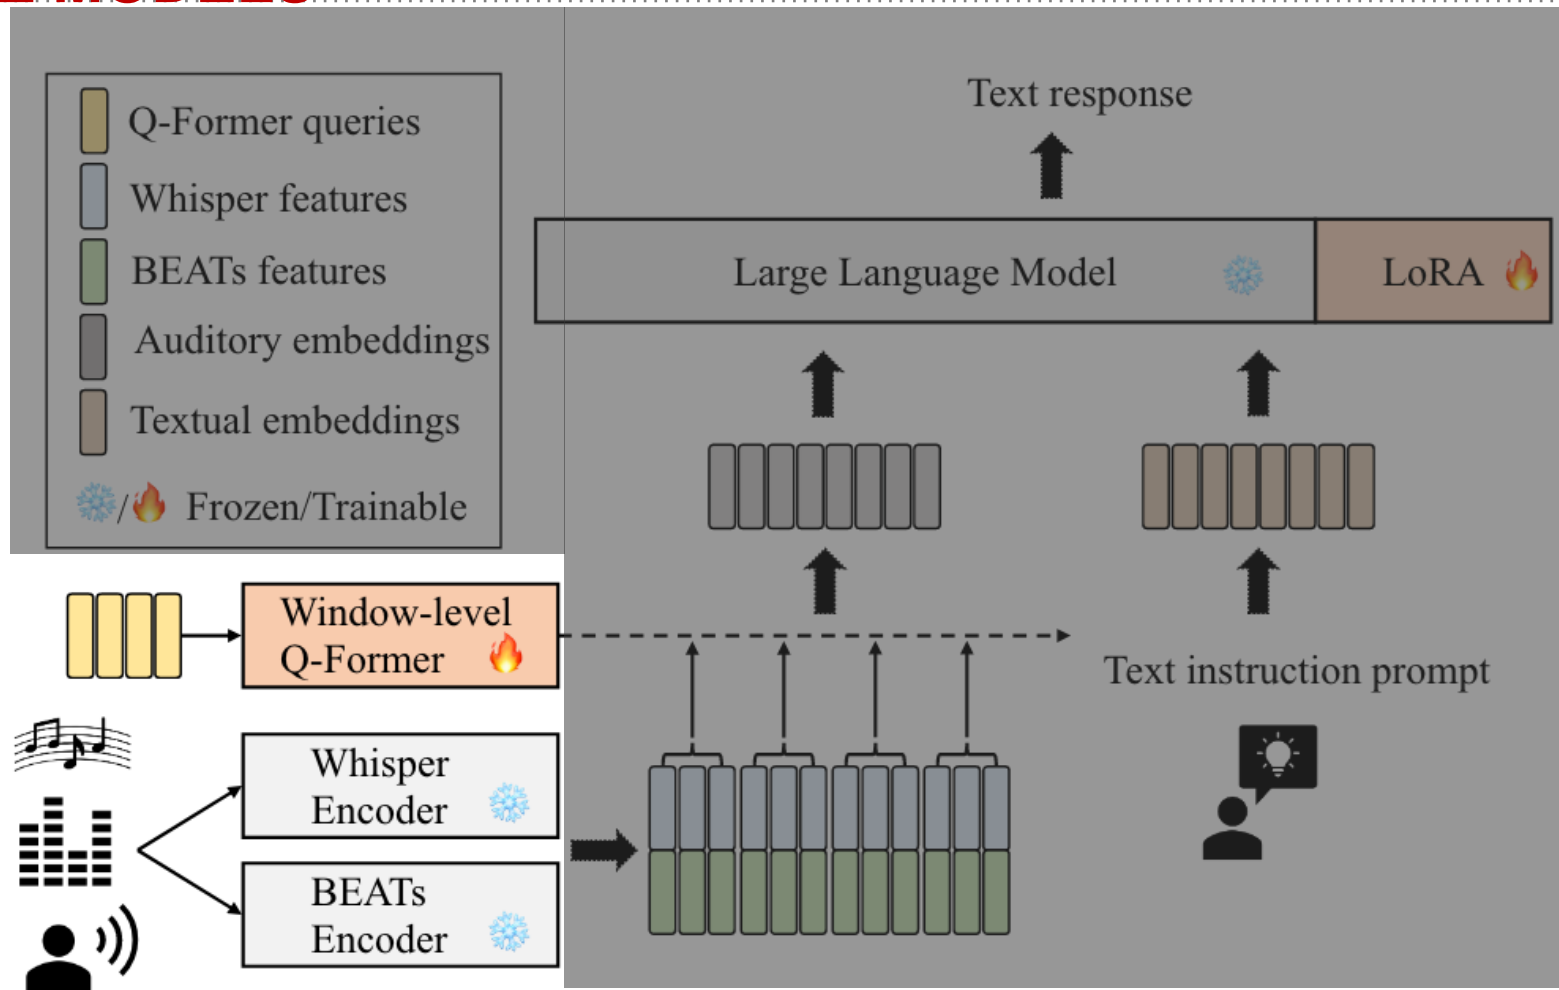 Q-Former queries
Whisper features
BEATs features
Auditory embeddings
Textual embeddings
/ Frozen/Trainable
Text response
Large Language Model
LoRA
Window-level
Q-Former
Whisper
Encoder
BEATs
Encoder
Text instruction prompt